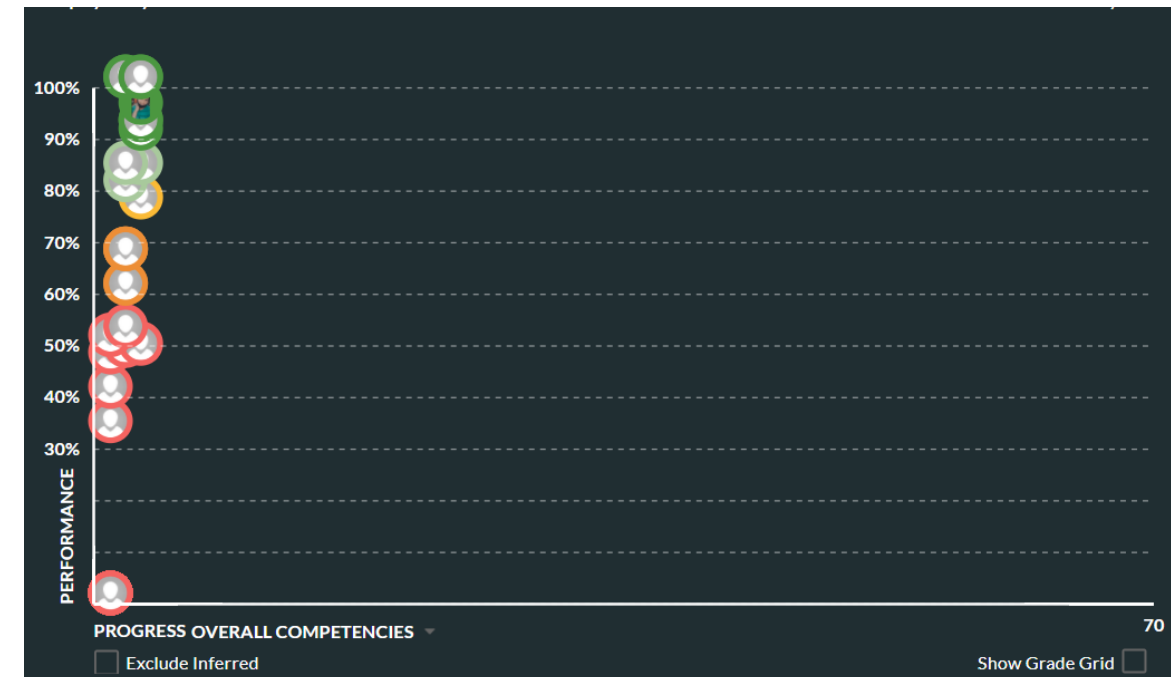 100%
90%
80%
70%
60%
50%
40%
30%
PERFORMANCE
PROGRESS OVERALL COMPETENCIES
70
Exclude Inferred
Show Grade Grid